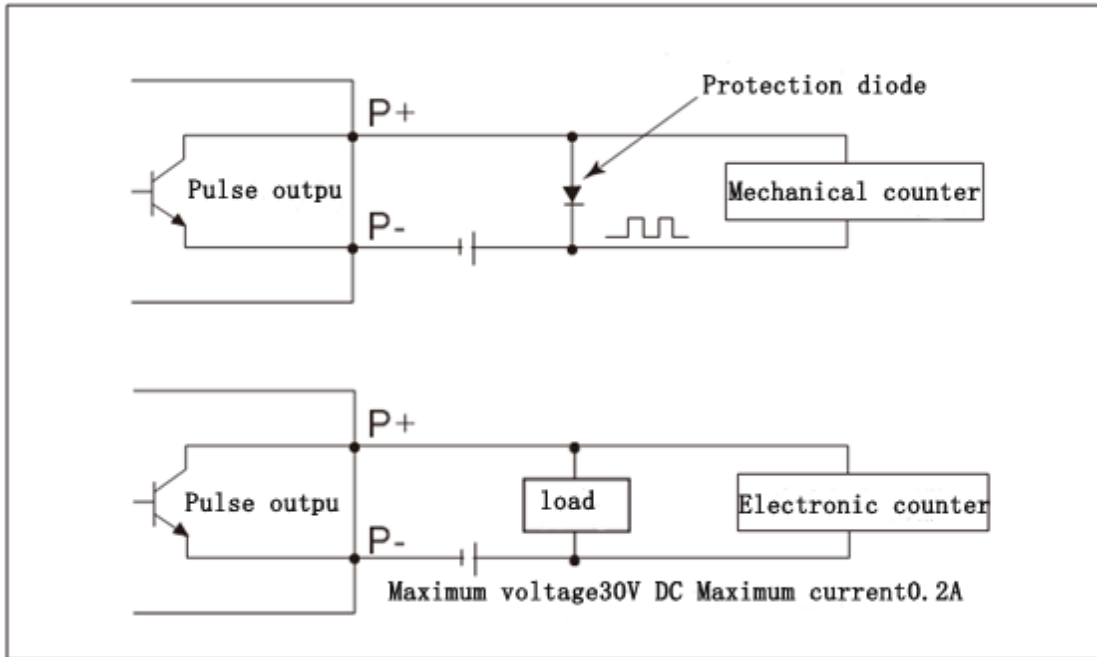 Protection diode
P+
Pulse outpu
Mechanical counter
P-
P+
Pulse outpu
load
Electronic counter
P-
Maximum voltage30V DC Maximum current0.2A